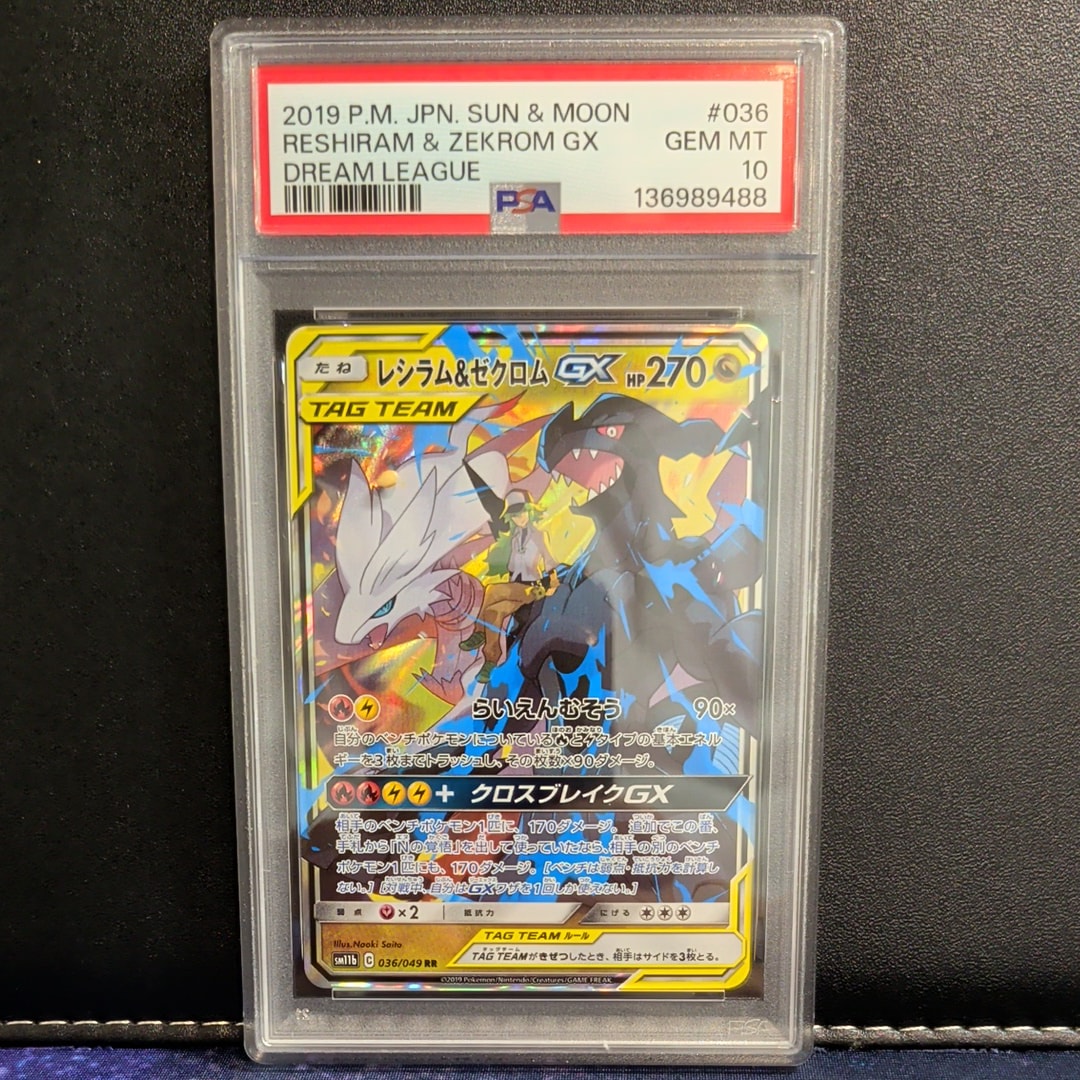 2019 P.M. JPN. SUN & MOON #036
RESHIRAM & ZEKROM GX GEM MT
DREAM LEAGUE 10
PSA 136989488
たね レシラム&ゼクロムGX HP270
TAG TEAM
らいえんむそう 90×
自分のベンチポケモンについているとタイプの基本エネル
ギーを3枚までトラッシュし、その枚数×90ダメージ。
+ クロスブレイクGX
相手のベンチポケモン1匹に、170ダメージ。追加でこの番、
手札から「Nの覚悟」を出して使っていたなら、相手の別のベンチ
ポケモン1匹にも、170ダメージ。[ベンチは弱点・抵抗力を計算し
ない。][対戦中、自分はGXワザを1回しか使えない。]
弱点 ×2 抵抗力 にげる
Illus.Naoki Saito
TAG TEAM ルール
TAG TEAMがきぜつしたとき、相手はサイドを3枚とる。
sm11b C 036/049 RR
©2019 Pokémon/Nintendo/Creatures/GAME FREAK.